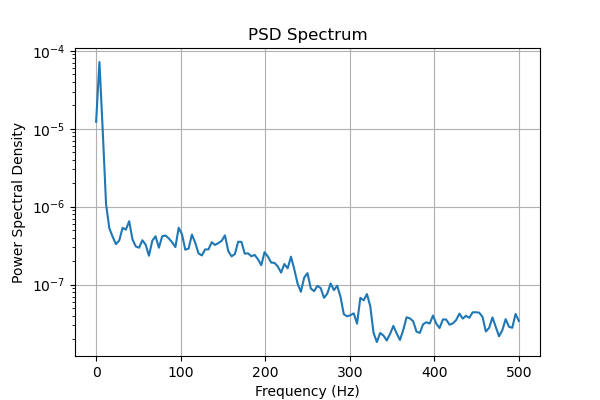 PSD Spectrum
Power Spectral Density
10⁻⁴
10⁻⁵
10⁻⁶
10⁻⁷
0 100 200 300 400 500
Frequency (Hz)